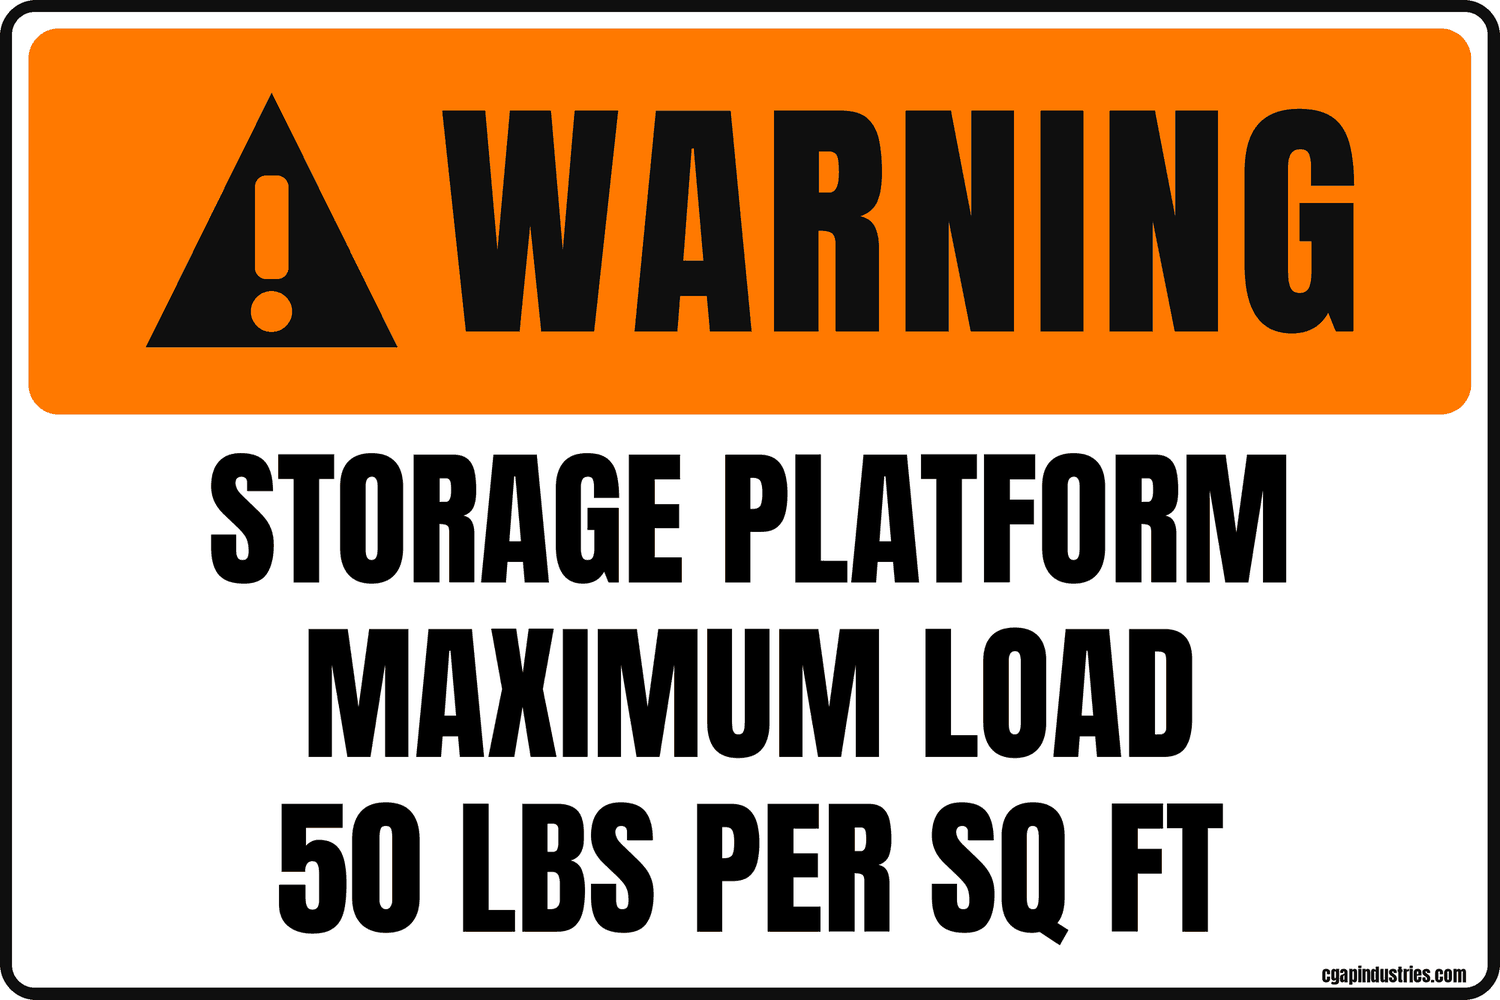 WARNING
STORAGE PLATFORM
MAXIMUM LOAD
50 LBS PER SQ FT
cgapindustries.com